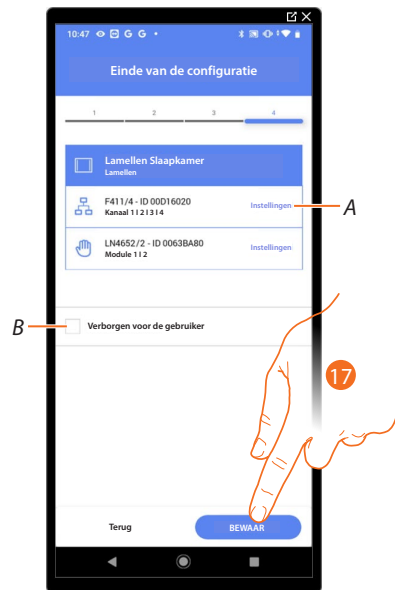 10:47 G G
Einde van de configuratie
1 2 3 4
Lamellen Slaapkamer
Lamellen
F411/4 - ID 00D16020
Kanaal 1 I 2 I 3 I 4
Instellingen
A
LN4652/2 - ID 0063BA80
Module 1 I 2
Instellingen
B
Verborgen voor de gebruiker
17
Terug
BEWAAR